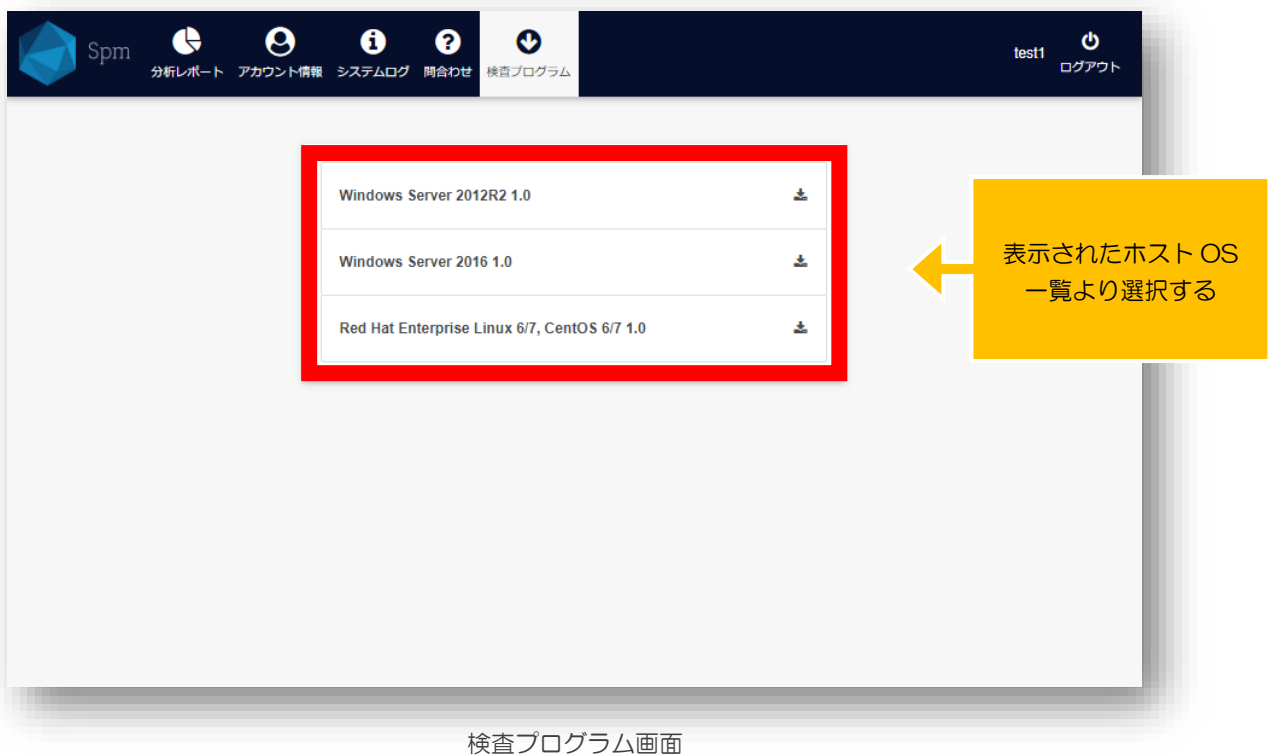 Spm
分析レポート アカウント情報 システムログ 問合わせ 検査プログラム
test1 ログアウト
Windows Server 2012R2 1.0
Windows Server 2016 1.0
Red Hat Enterprise Linux 6/7, CentOS 6/7 1.0
表示されたホスト OS
一覧より選択する
検査プログラム画面